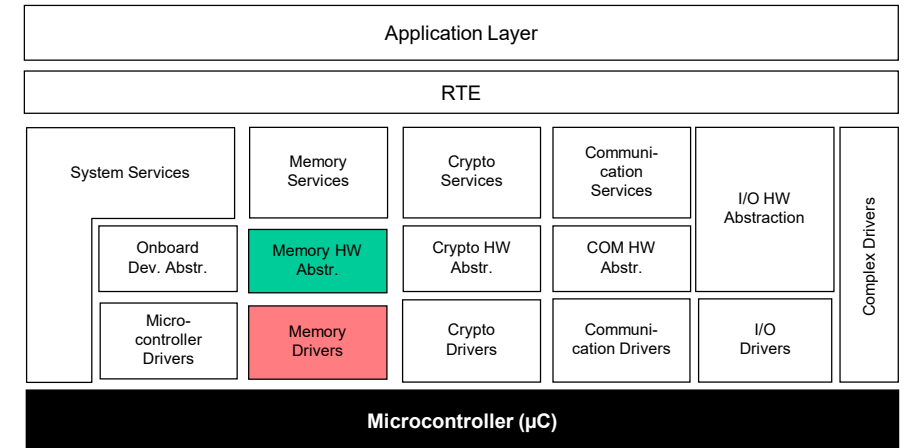 Application Layer
RTE
System Services
Memory
Services
Crypto
Services
Communi-
cation
Services
I/O HW
Abstraction
Complex Drivers
Onboard
Dev. Abstr.
Memory HW
Abstr.
Crypto HW
Abstr.
COM HW
Abstr.
Micro-
controller
Drivers
Memory
Drivers
Crypto
Drivers
Communi-
cation Drivers
I/O
Drivers
Microcontroller (µC)